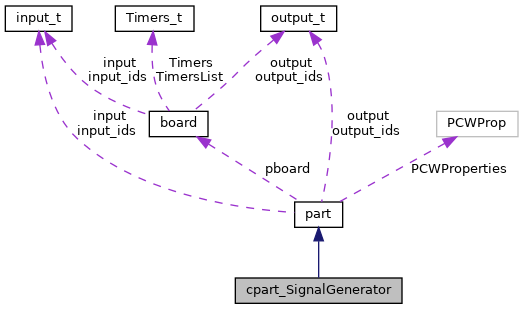 input_t
Timers_t
output_t
input
input_ids
Timers
TimersList
output
output_ids
input
input_ids
board
output
output_ids
PCWProp
pboard
PCWProperties
part
cpart_SignalGenerator